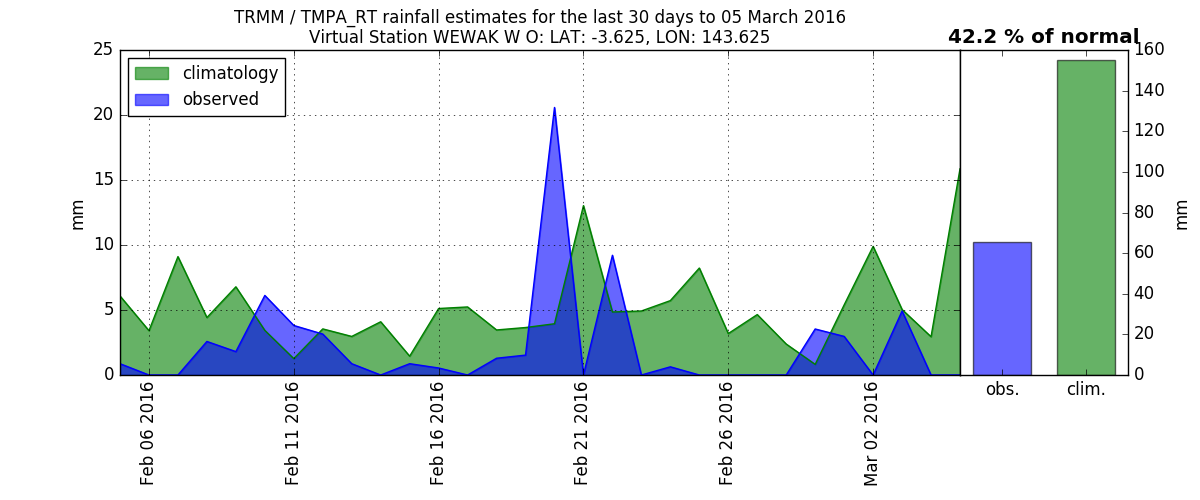 TRMM / TMPA_RT rainfall estimates for the last 30 days to 05 March 2016
Virtual Station WEWAK W O: LAT: -3.625, LON: 143.625
42.2 % of normal
climatology
observed
25
20
15
10
5
0
mm
160
140
120
100
80
60
40
20
0
mm
Feb 06 2016
Feb 11 2016
Feb 16 2016
Feb 21 2016
Feb 26 2016
Mar 02 2016
obs.
clim.